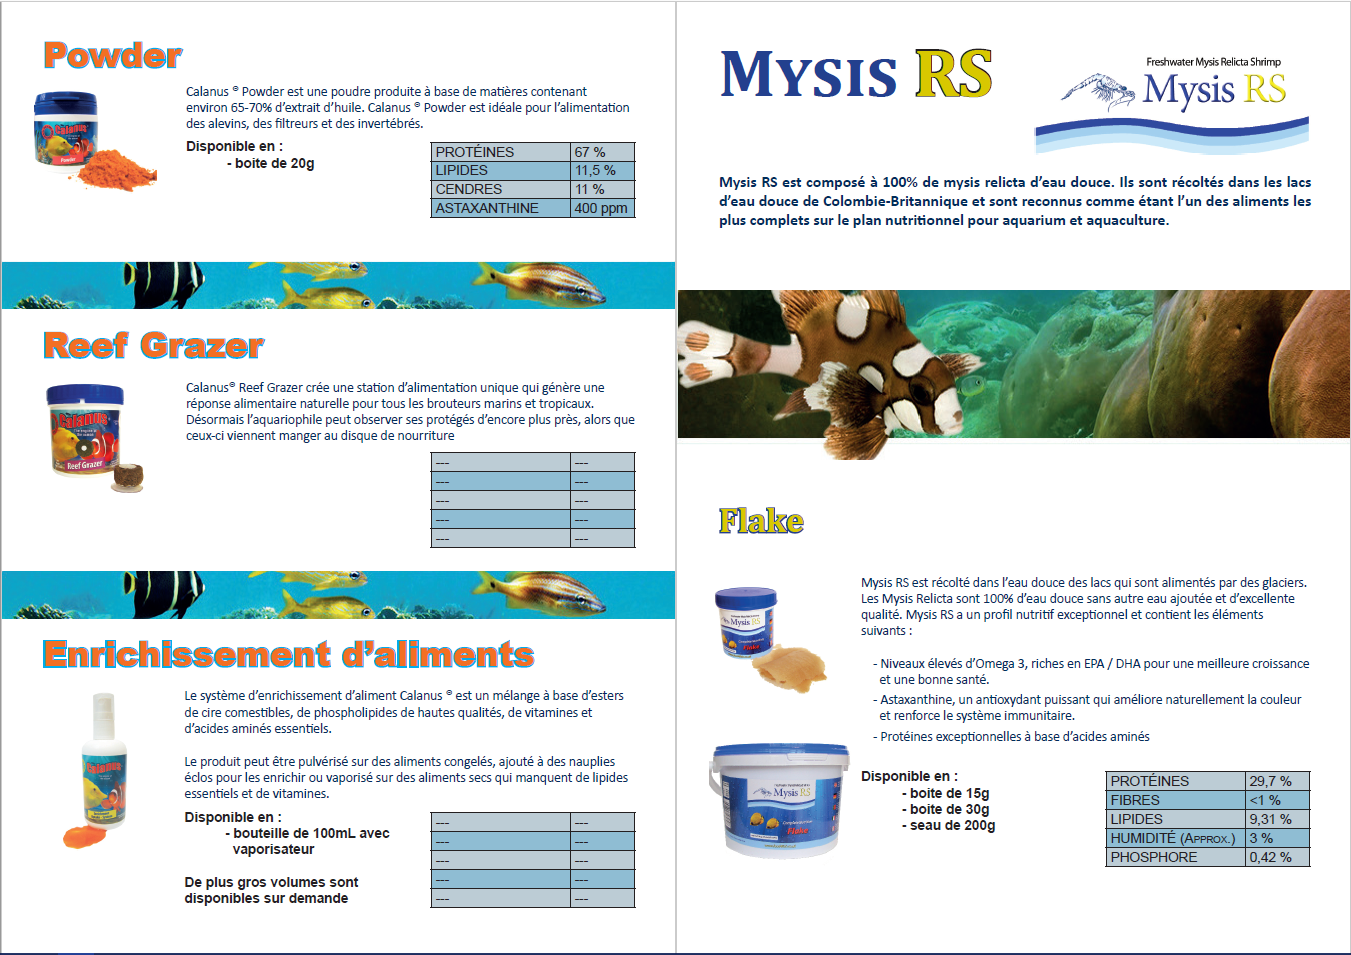 Powder
Calanus ® Powder est une poudre produite à base de matières contenant
environ 65-70% d'extrait d'huile. Calanus ® Powder est idéale pour l'alimentation
des alevins, des filtreurs et des invertébrés.
Disponible en :
- boite de 20g
PROTÉINES 67 %
LIPIDES 11,5 %
CENDRES 11 %
ASTAXANTHINE 400 ppm
Calanus
Powder
Reef Grazer
Calanus® Reef Grazer crée une station d'alimentation unique qui génère une
réponse alimentaire naturelle pour tous les brouteurs marins et tropicaux.
Désormais l'aquariophile peut observer ses protégés d'encore plus près, alors que
ceux-ci viennent manger au disque de nourriture
Calanus
Reef Grazer
--- ---
--- ---
--- ---
--- ---
--- ---
Enrichissement d'aliments
Le système d'enrichissement d'aliment Calanus ® est un mélange à base d'esters
de cire comestibles, de phospholipides de hautes qualités, de vitamines et
d'acides aminés essentiels.
Le produit peut être pulvérisé sur des aliments congelés, ajouté à des nauplies
éclos pour les enrichir ou vaporisé sur des aliments secs qui manquent de lipides
essentiels et de vitamines.
Disponible en :
- bouteille de 100mL avec
vaporisateur
De plus gros volumes sont
disponibles sur demande
Calanus
--- ---
--- ---
--- ---
--- ---
--- ---
Mysis RS
Freshwater Mysis Relicta Shrimp
Mysis RS
Mysis RS est composé à 100% de mysis relicta d'eau douce. Ils sont récoltés dans les lacs
d'eau douce de Colombie-Britannique et sont reconnus comme étant l'un des aliments les
plus complets sur le plan nutritionnel pour aquarium et aquaculture.
Flake
Mysis RS est récolté dans l'eau douce des lacs qui sont alimentés par des glaciers.
Les Mysis Relicta sont 100% d'eau douce sans autre eau ajoutée et d'excellente
qualité. Mysis RS a un profil nutritif exceptionnel et contient les éléments
suivants :
- Niveaux élevés d'Omega 3, riches en EPA / DHA pour une meilleure croissance
et une bonne santé.
- Astaxanthine, un antioxydant puissant qui améliore naturellement la couleur
et renforce le système immunitaire.
- Protéines exceptionnelles à base d'acides aminés
Mysis RS
Flake
Mysis RS
Flake
Disponible en :
- boite de 15g
- boite de 30g
- seau de 200g
PROTÉINES 29,7 %
FIBRES <1 %
LIPIDES 9,31 %
HUMIDITÉ (APPROX.) 3 %
PHOSPHORE 0,42 %